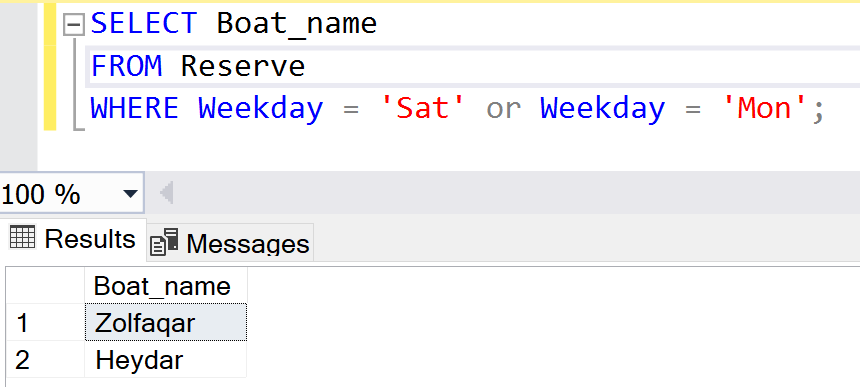 SELECT Boat_name
FROM Reserve
WHERE Weekday = 'Sat' or Weekday = 'Mon';
100 %
Results Messages
Boat_name
1 Zolfaqar
2 Heydar